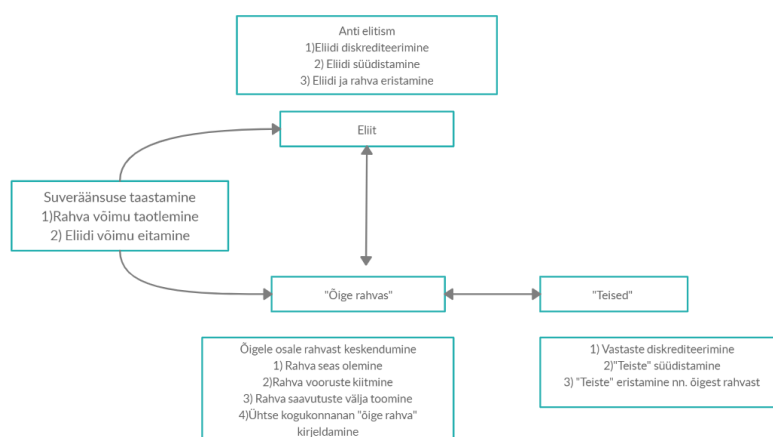 Anti elitism
1)Eliidi diskrediteerimine
2) Eliidi süüdistamine
3) Eliidi ja rahva eristamine
Eliit
Suveräänsuse taastamine
1)Rahva võimu taotlemine
2) Eliidi võimu eitamine
"Õige rahvas"
"Teised"
Õigele osale rahvast keskendumine
1) Rahva seas olemine
2)Rahva vooruste kiitmine
3) Rahva saavutuste välja toomine
4)Ühtse kogukonnanan "õige rahva"
kirjeldamine
1) Vastaste diskrediteerimine
2)"Teiste" süüdistamine
3) "Teiste" eristamine nn. õigest rahvast